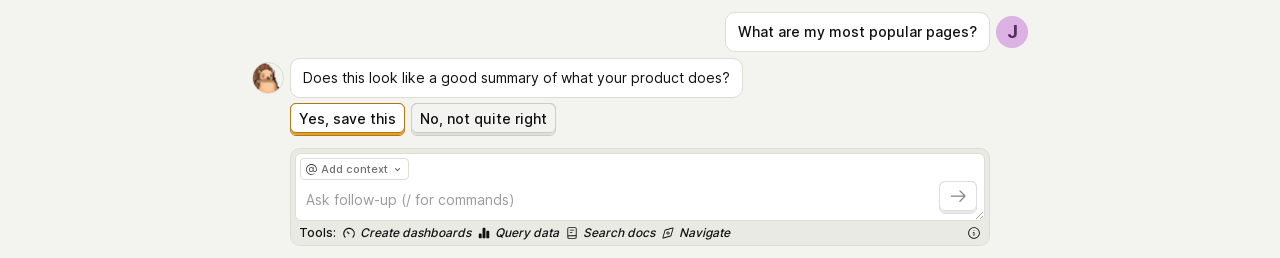 What are my most popular pages?
J
Does this look like a good summary of what your product does?
Yes, save this
No, not quite right
@ Add context
Ask follow-up (/ for commands)
Tools: Create dashboards Query data Search docs Navigate